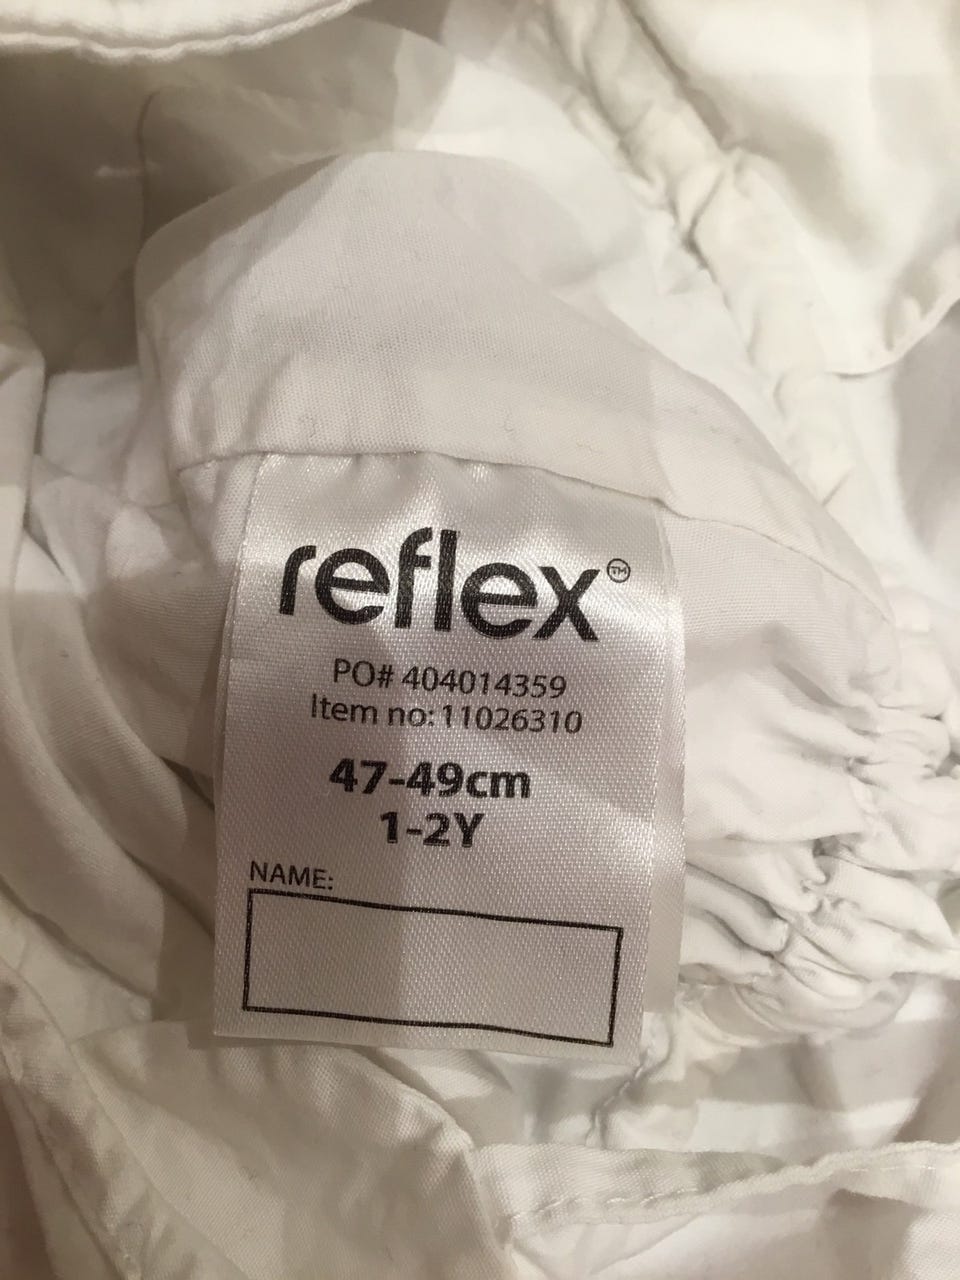 reflex™
PO# 404014359
Item no: 11026310
47-49cm
1-2Y
NAME: